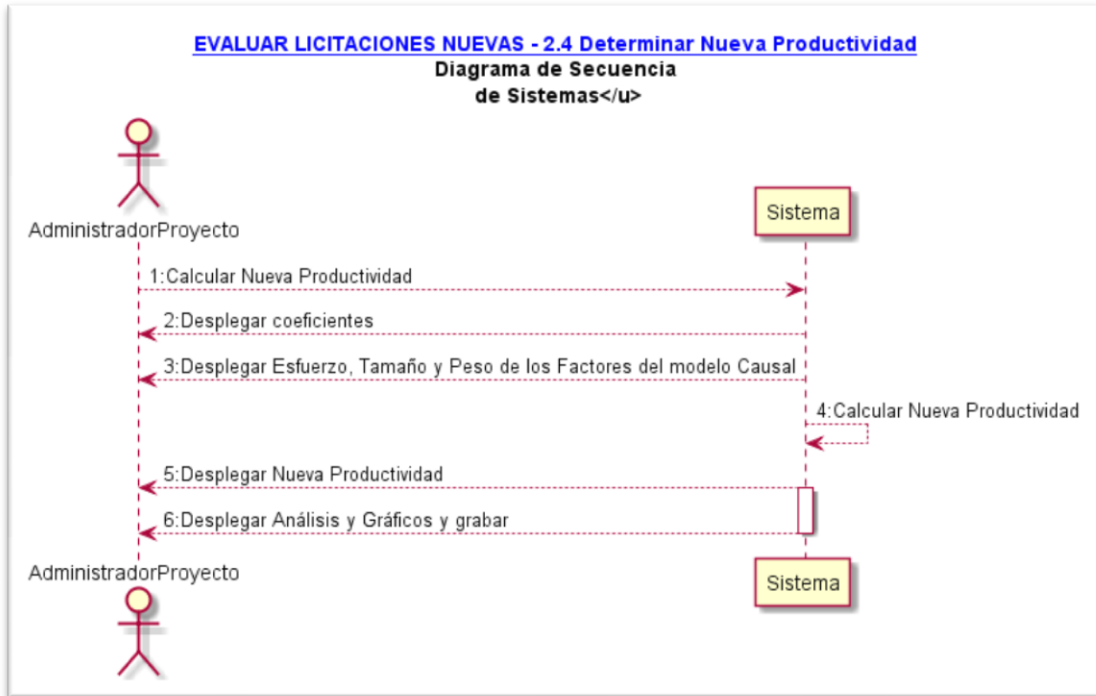 EVALUAR LICITACIONES NUEVAS - 2.4 Determinar Nueva Productividad
Diagrama de Secuencia
de Sistemas</u>
AdministradorProyecto
Sistema
1:Calcular Nueva Productividad
2:Desplegar coeficientes
3:Desplegar Esfuerzo, Tamaño y Peso de los Factores del modelo Causal
4:Calcular Nueva Productividad
5:Desplegar Nueva Productividad
6:Desplegar Análisis y Gráficos y grabar
AdministradorProyecto
Sistema